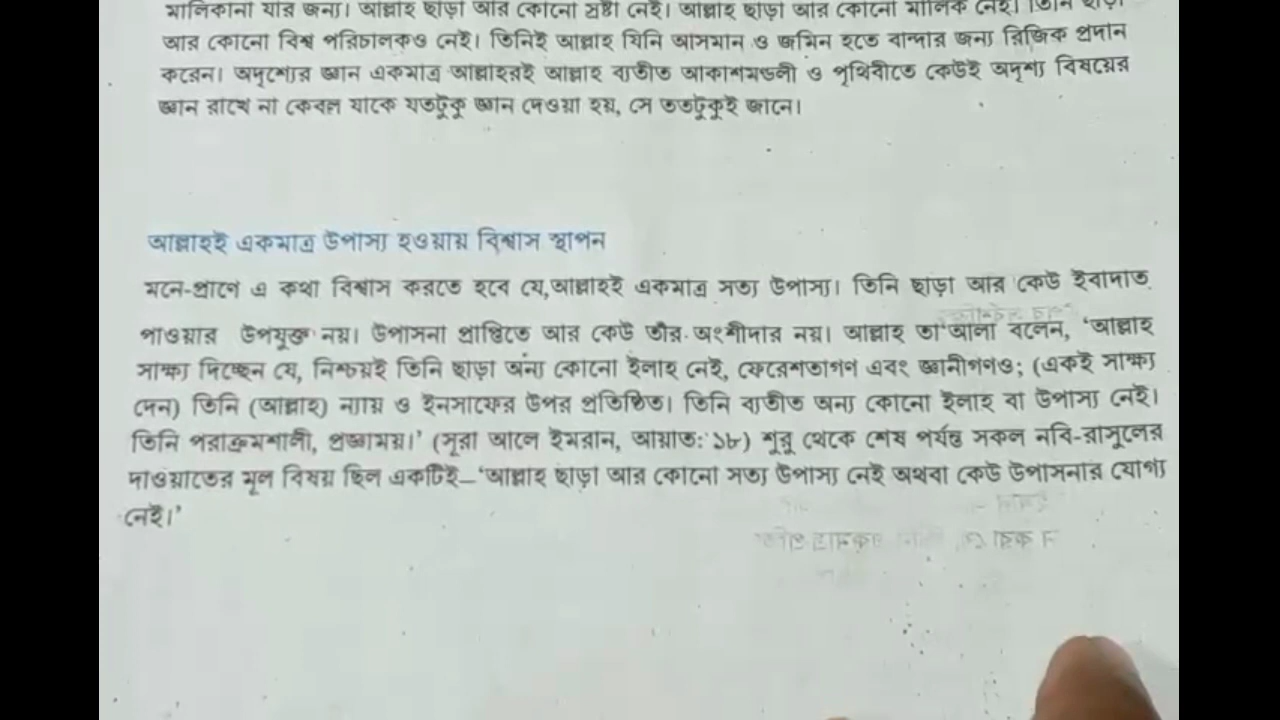 মালিকানা যার জন্য। আল্লাহ ছাড়া আর কোনো স্রষ্টা নেই। আল্লাহ ছাড়া আর কোনো মালিক নেই। তিনি ছাড়া
আর কোনো বিশ্ব পরিচালকও নেই। তিনিই আল্লাহ যিনি আসমান ও জমিন হতে বান্দার জন্য রিজিক প্রদান
করেন। অদৃশ্যের জ্ঞান একমাত্র আল্লাহরই আল্লাহ ব্যতীত আকাশমণ্ডলী ও পৃথিবীতে কেউই অদৃশ্য বিষয়ের
জ্ঞান রাখে না কেবল যাকে যতটুকু জ্ঞান দেওয়া হয়, সে ততটুকুই জানে।
আল্লাহই একমাত্র উপাস্য হওয়ায় বিশ্বাস স্থাপন
মনে-প্রাণে এ কথা বিশ্বাস করতে হবে যে,আল্লাহই একমাত্র সত্য উপাস্য। তিনি ছাড়া আর কেউ ইবাদাত
পাওয়ার উপযুক্ত নয়। উপাসনা প্রাপ্তিতে আর কেউ তাঁর অংশীদার নয়। আল্লাহ তা'আলা বলেন, 'আল্লাহ
সাক্ষ্য দিচ্ছেন যে, নিশ্চয়ই তিনি ছাড়া অন্য কোনো ইলাহ নেই, ফেরেশতাগণ এবং জ্ঞানীগণও; (একই সাক্ষ্য
দেন) তিনি (আল্লাহ) ন্যায় ও ইনসাফের উপর প্রতিষ্ঠিত। তিনি ব্যতীত অন্য কোনো ইলাহ বা উপাস্য নেই।
তিনি পরাক্রমশালী, প্রজ্ঞাময়।' (সূরা আলে ইমরান, আয়াত: ১৮) শুরু থেকে শেষ পর্যন্ত সকল নবি-রাসুলের
দাওয়াতের মূল বিষয় ছিল একটিই–'আল্লাহ ছাড়া আর কোনো সত্য উপাস্য নেই অথবা কেউ উপাসনার যোগ্য
নেই।'